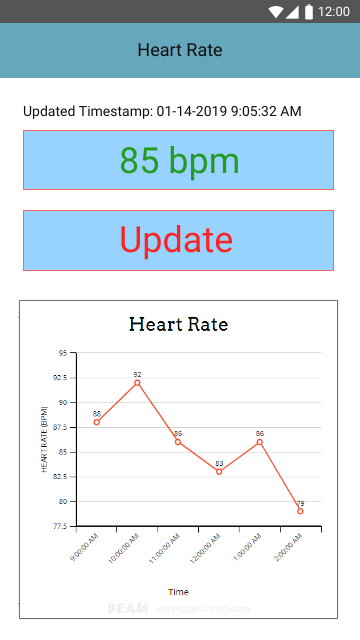 12:00
Heart Rate
Updated Timestamp: 01-14-2019 9:05:32 AM
85 bpm
Update
Heart Rate
95
92.5
90
87.5
85
82.5
80
77.5
HEART RATE (BPM)
88
92
86
83
86
79
9:00:00 AM
10:00:00 AM
11:00:00 AM
12:00:00 AM
1:00:00 AM
2:00:00 AM
Time
BEAM venngage.com/beam